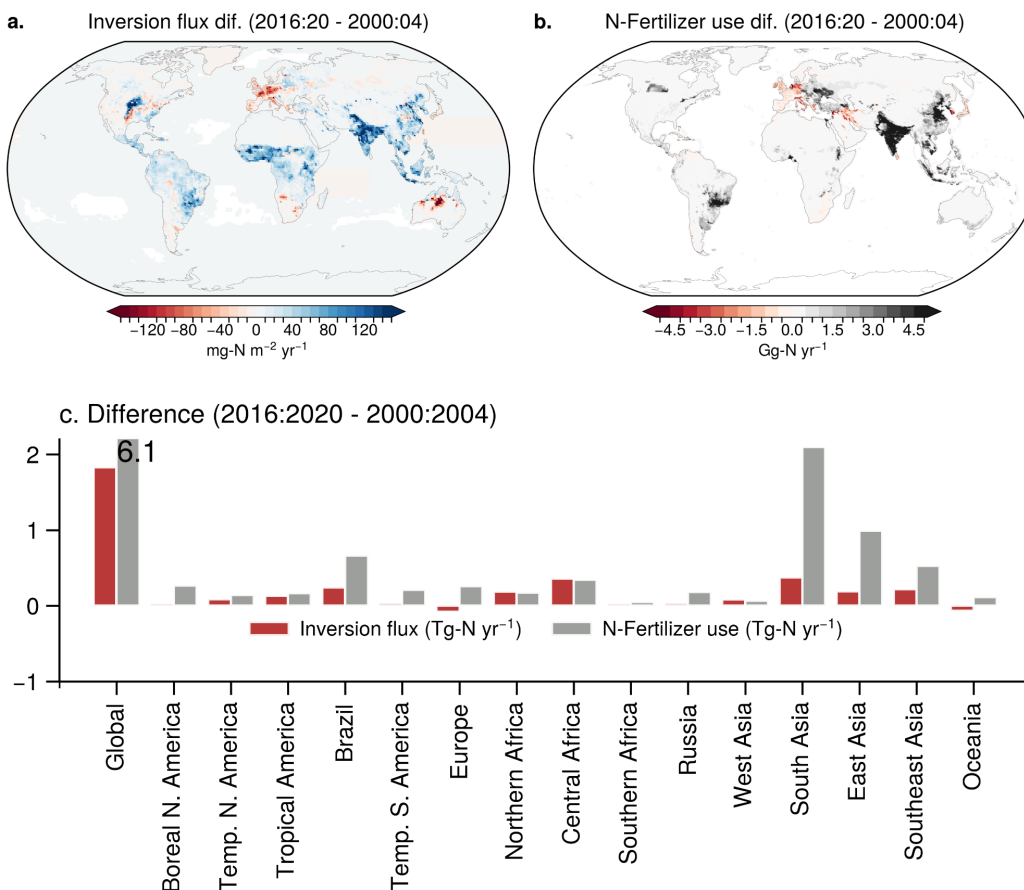 a. Inversion flux dif. (2016:20 - 2000:04)
−120 −80 −40 0 40 80 120
mg-N m⁻² yr⁻¹
b. N-Fertilizer use dif. (2016:20 - 2000:04)
−4.5 −3.0 −1.5 0.0 1.5 3.0 4.5
Gg-N yr⁻¹
c. Difference (2016:2020 - 2000:2004)
6.1
2
1
0
−1
Inversion flux (Tg-N yr⁻¹) N-Fertilizer use (Tg-N yr⁻¹)
Global
Boreal N. America
Temp. N. America
Tropical America
Brazil
Temp. S. America
Europe
Northern Africa
Central Africa
Southern Africa
Russia
West Asia
South Asia
East Asia
Southeast Asia
Oceania